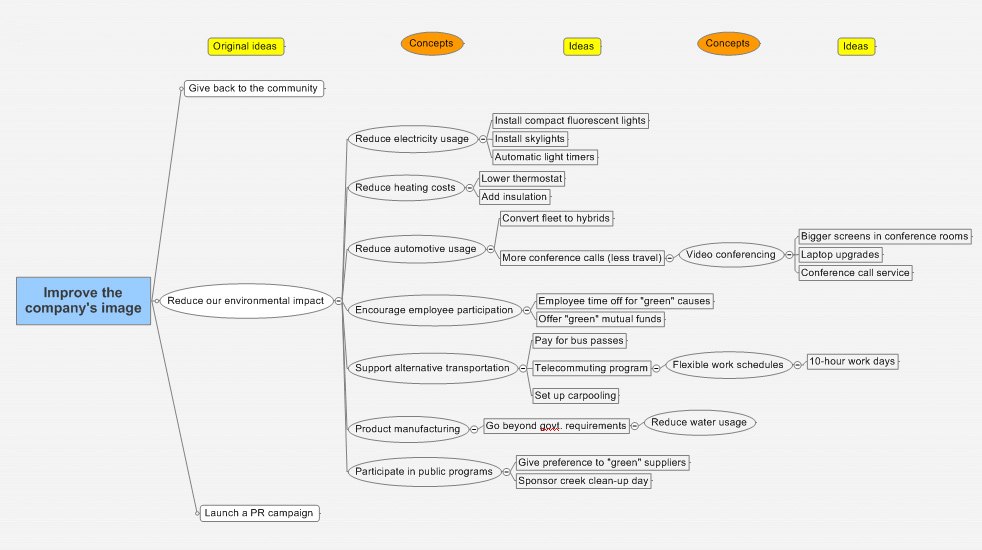 Original ideas
Concepts
Ideas
Concepts
Ideas
Give back to the community
Reduce electricity usage
Install compact fluorescent lights
Install skylights
Automatic light timers
Reduce heating costs
Lower thermostat
Add insulation
Reduce automotive usage
Convert fleet to hybrids
More conference calls (less travel)
Video conferencing
Bigger screens in conference rooms
Laptop upgrades
Conference call service
Improve the
company's image
Reduce our environmental impact
Encourage employee participation
Employee time off for "green" causes
Offer "green" mutual funds
Support alternative transportation
Pay for bus passes
Telecommuting program
Flexible work schedules
10-hour work days
Set up carpooling
Product manufacturing
Go beyond govt. requirements
Reduce water usage
Participate in public programs
Give preference to "green" suppliers
Sponsor creek clean-up day
Launch a PR campaign